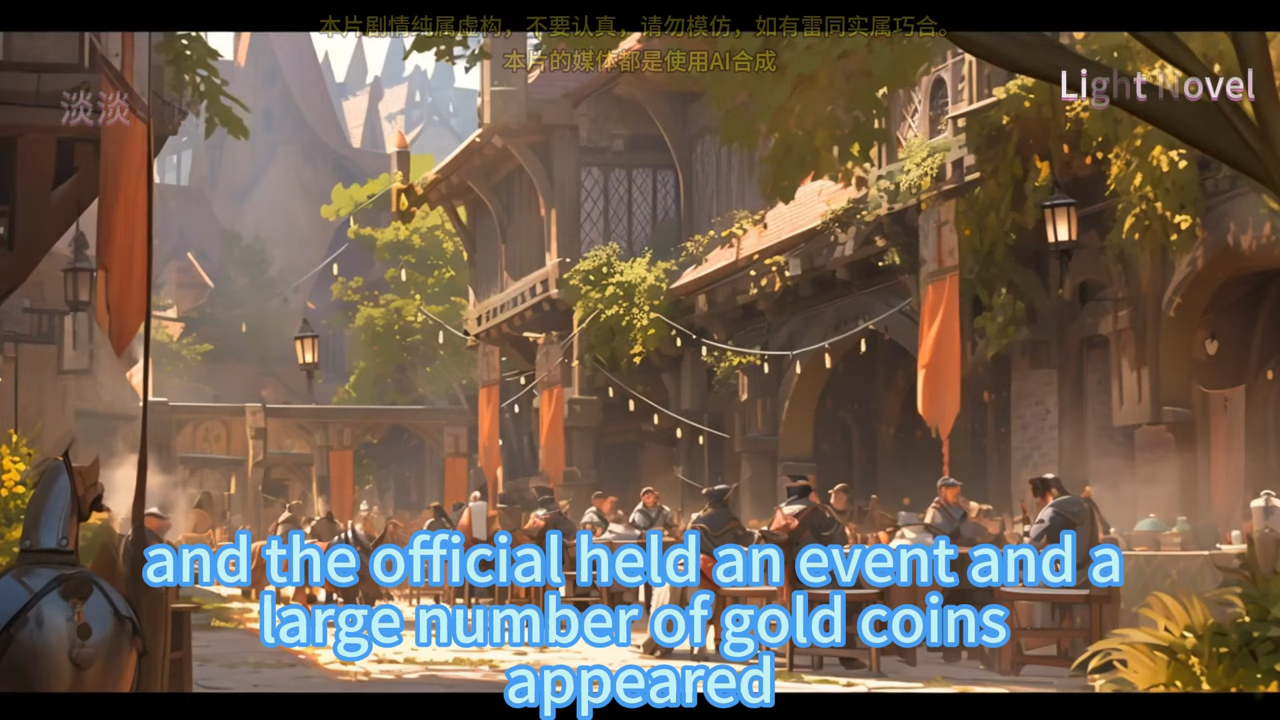 本片剧情纯属虚构，不要认真，请勿模仿，如有雷同实属巧合。
本片的媒体都是使用AI合成
淡淡
Light Novel
and the official held an event and a
large number of gold coins
appeared